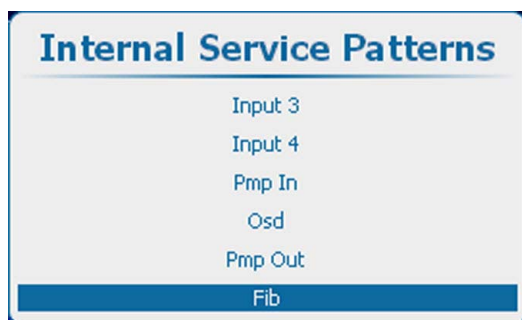 Internal Service Patterns
Input 3
Input 4
Pmp In
Osd
Pmp Out
Fib